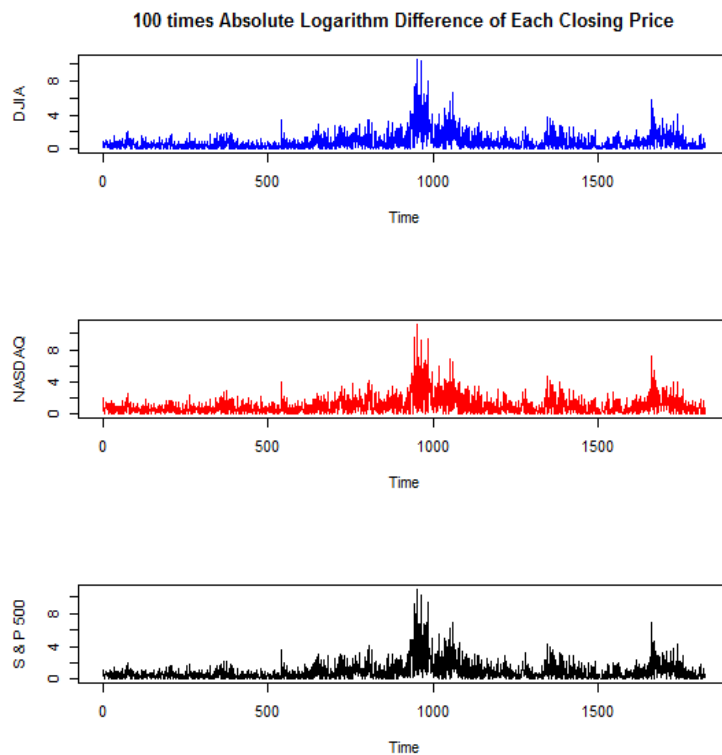 100 times Absolute Logarithm Difference of Each Closing Price
DJIA
8
4
0
0 500 1000 1500
Time
NASDAQ
8
4
0
0 500 1000 1500
Time
S & P 500
8
4
0
0 500 1000 1500
Time